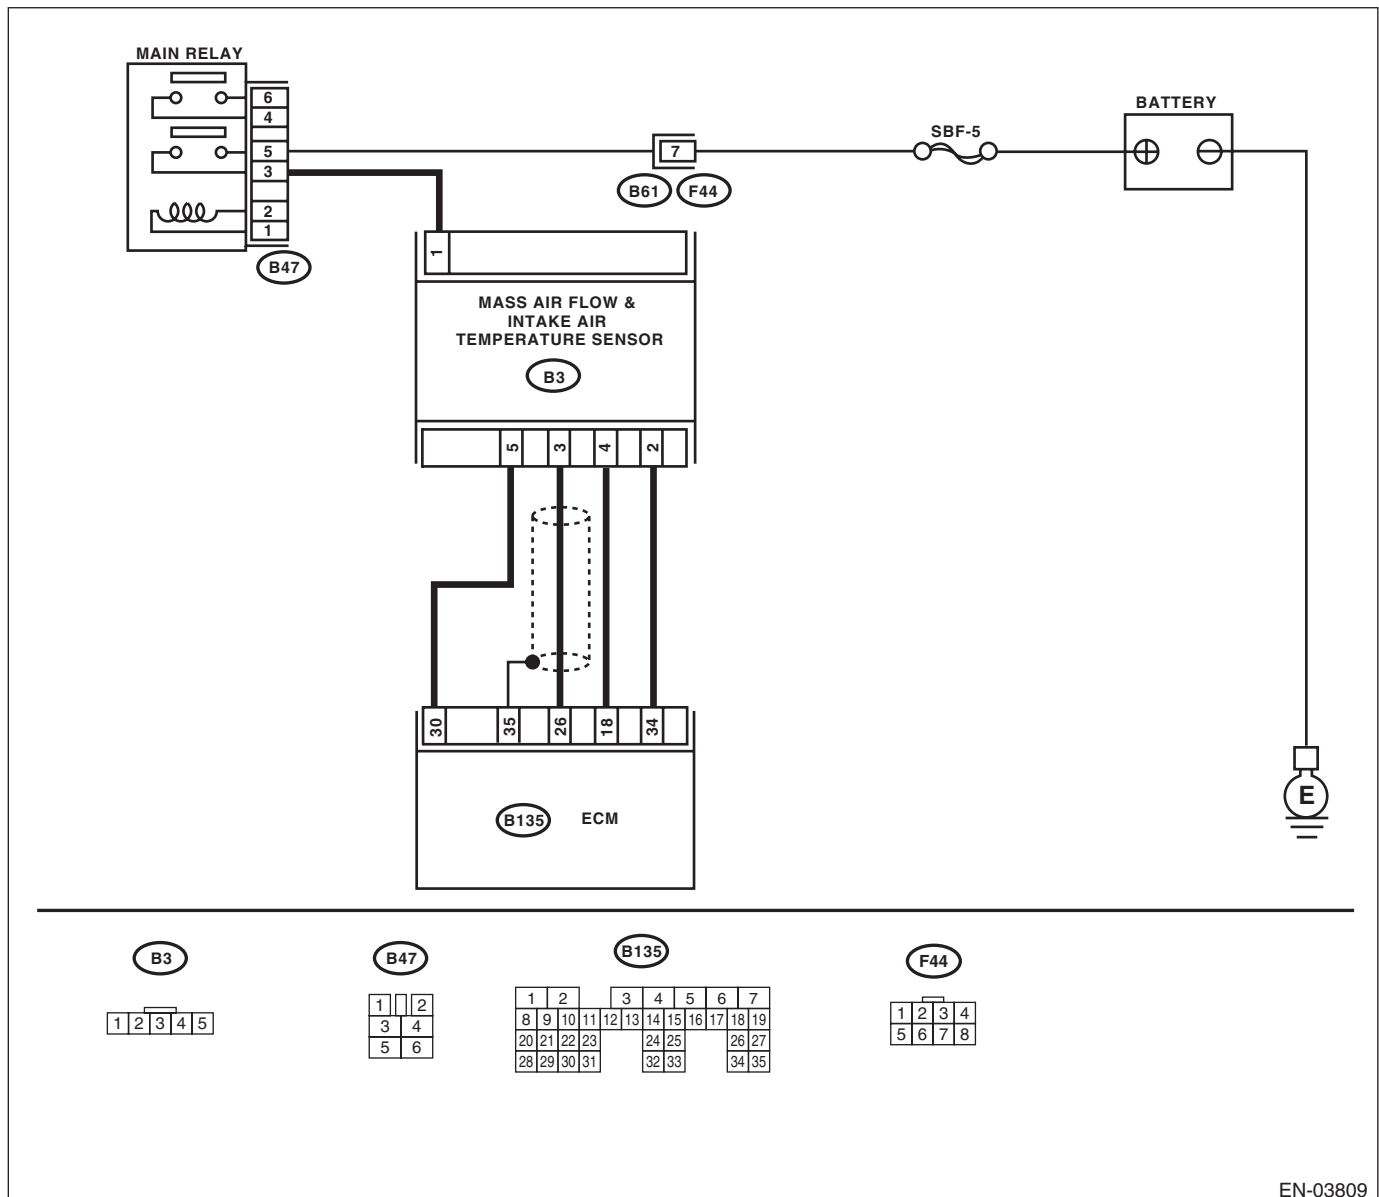 MAIN RELAY
6
4
5
3
2
1
B47
7
B61 F44
SBF-5
BATTERY
1
MASS AIR FLOW &
INTAKE AIR
TEMPERATURE SENSOR
B3
5 3 4 2
30 35 26 18 34
B135 ECM
E
B3
1 2 3 4 5
B47
1 2
3 4
5 6
B135
1 2 3 4 5 6 7
8 9 10 11 12 13 14 15 16 17 18 19
20 21 22 23 24 25 26 27
28 29 30 31 32 33 34 35
F44
1 2 3 4
5 6 7 8
EN-03809